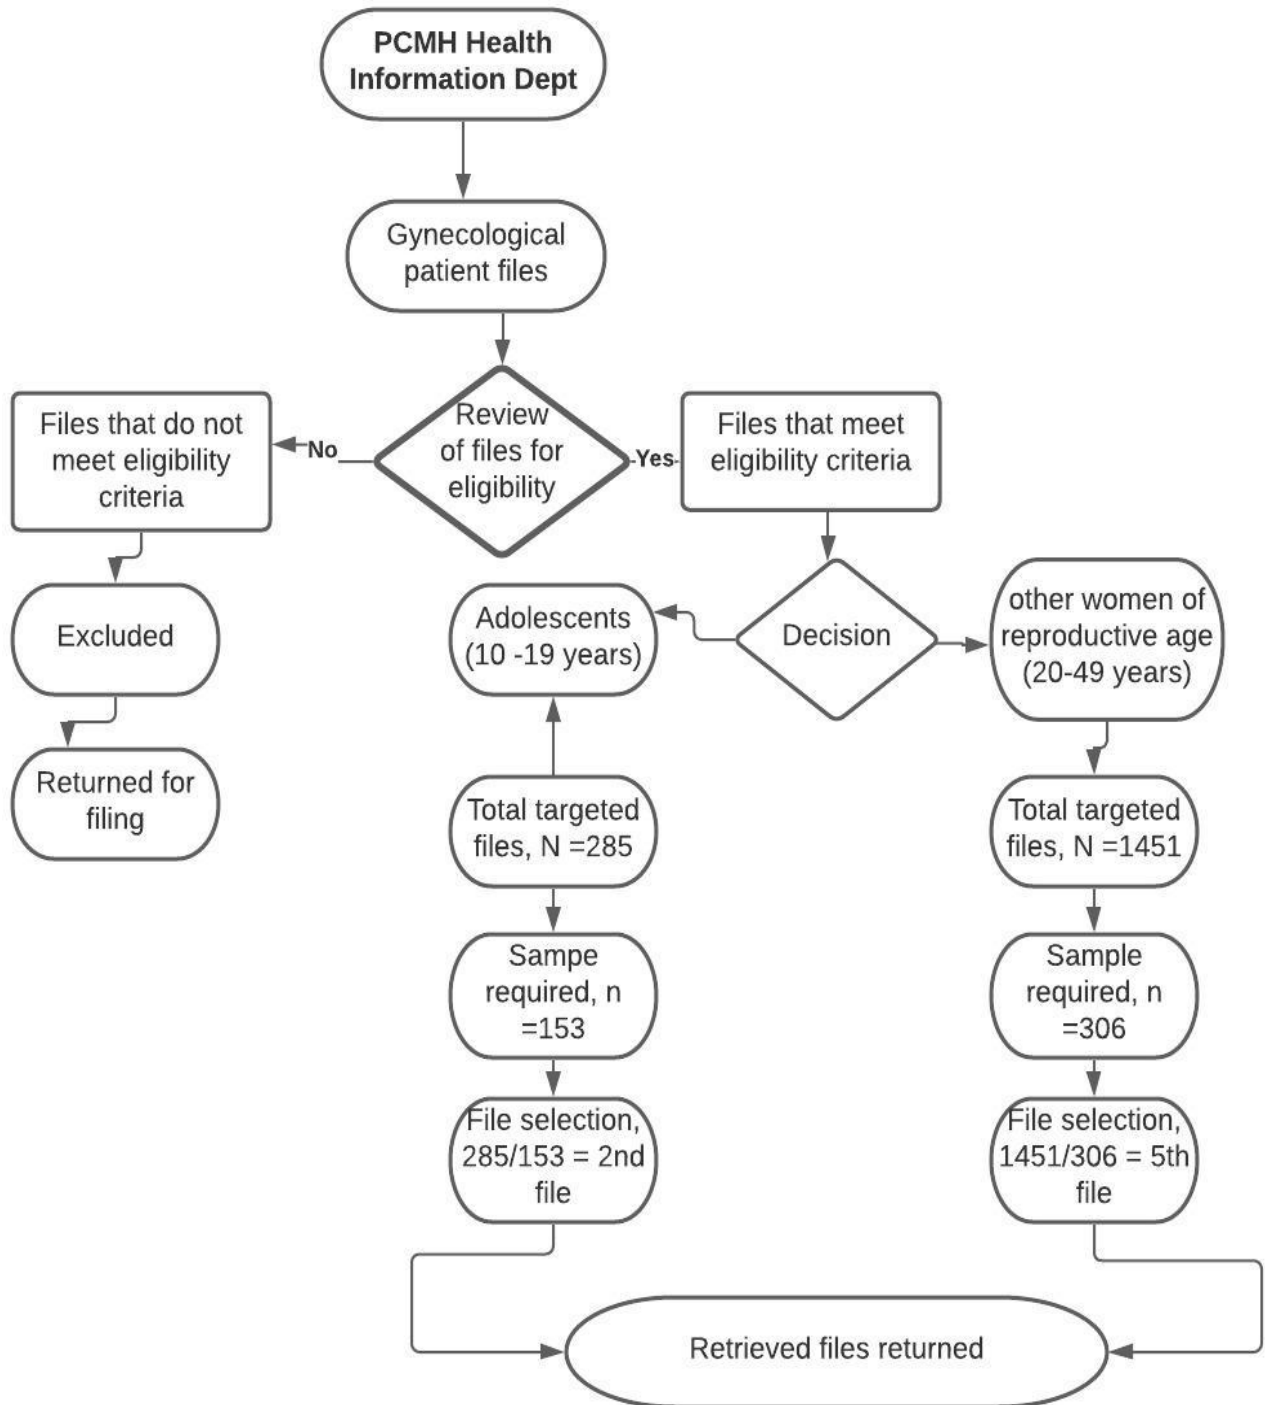 PCMH Health
Information Dept
Gynecological
patient files
Review
of files for
eligibility
No
Yes
Files that do not
meet eligibility
criteria
Files that meet
eligibility criteria
Excluded
Returned for
filing
Decision
Adolescents
(10 -19 years)
other women of
reproductive age
(20-49 years)
Total targeted
files, N =285
Total targeted
files, N =1451
Sampe
required, n
=153
Sample
required, n
=306
File selection,
285/153 = 2nd
file
File selection,
1451/306 = 5th
file
Retrieved files returned